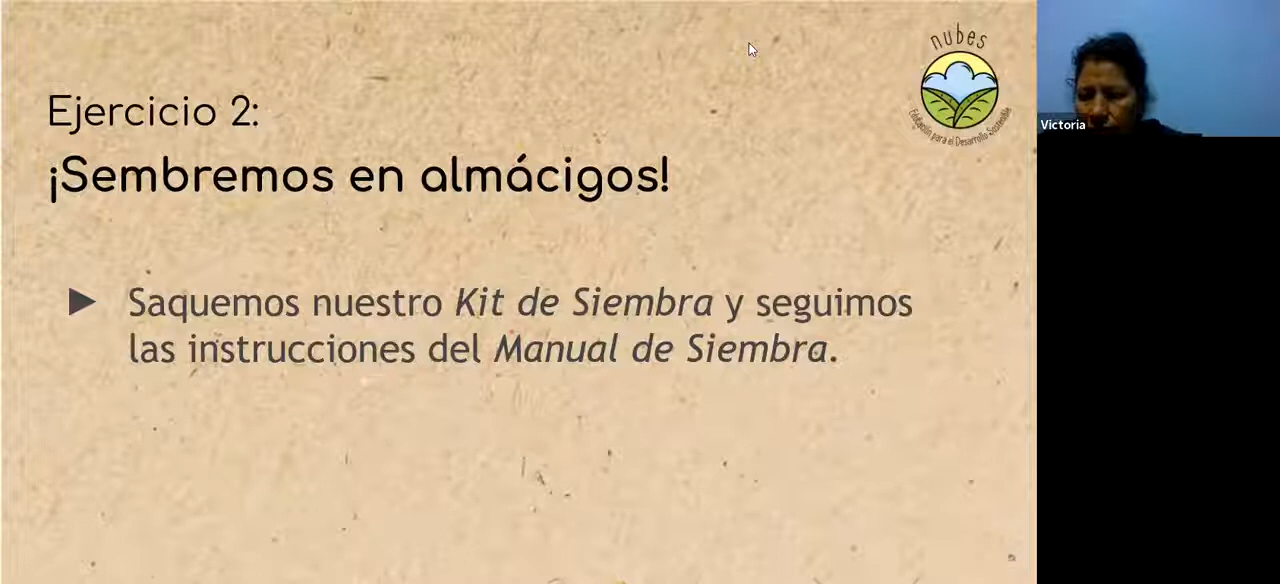 nubes
Educación para el Desarrollo Sostenible
Ejercicio 2:
¡Sembremos en almácigos!
Saquemos nuestro Kit de Siembra y seguimos
las instrucciones del Manual de Siembra.
Victoria